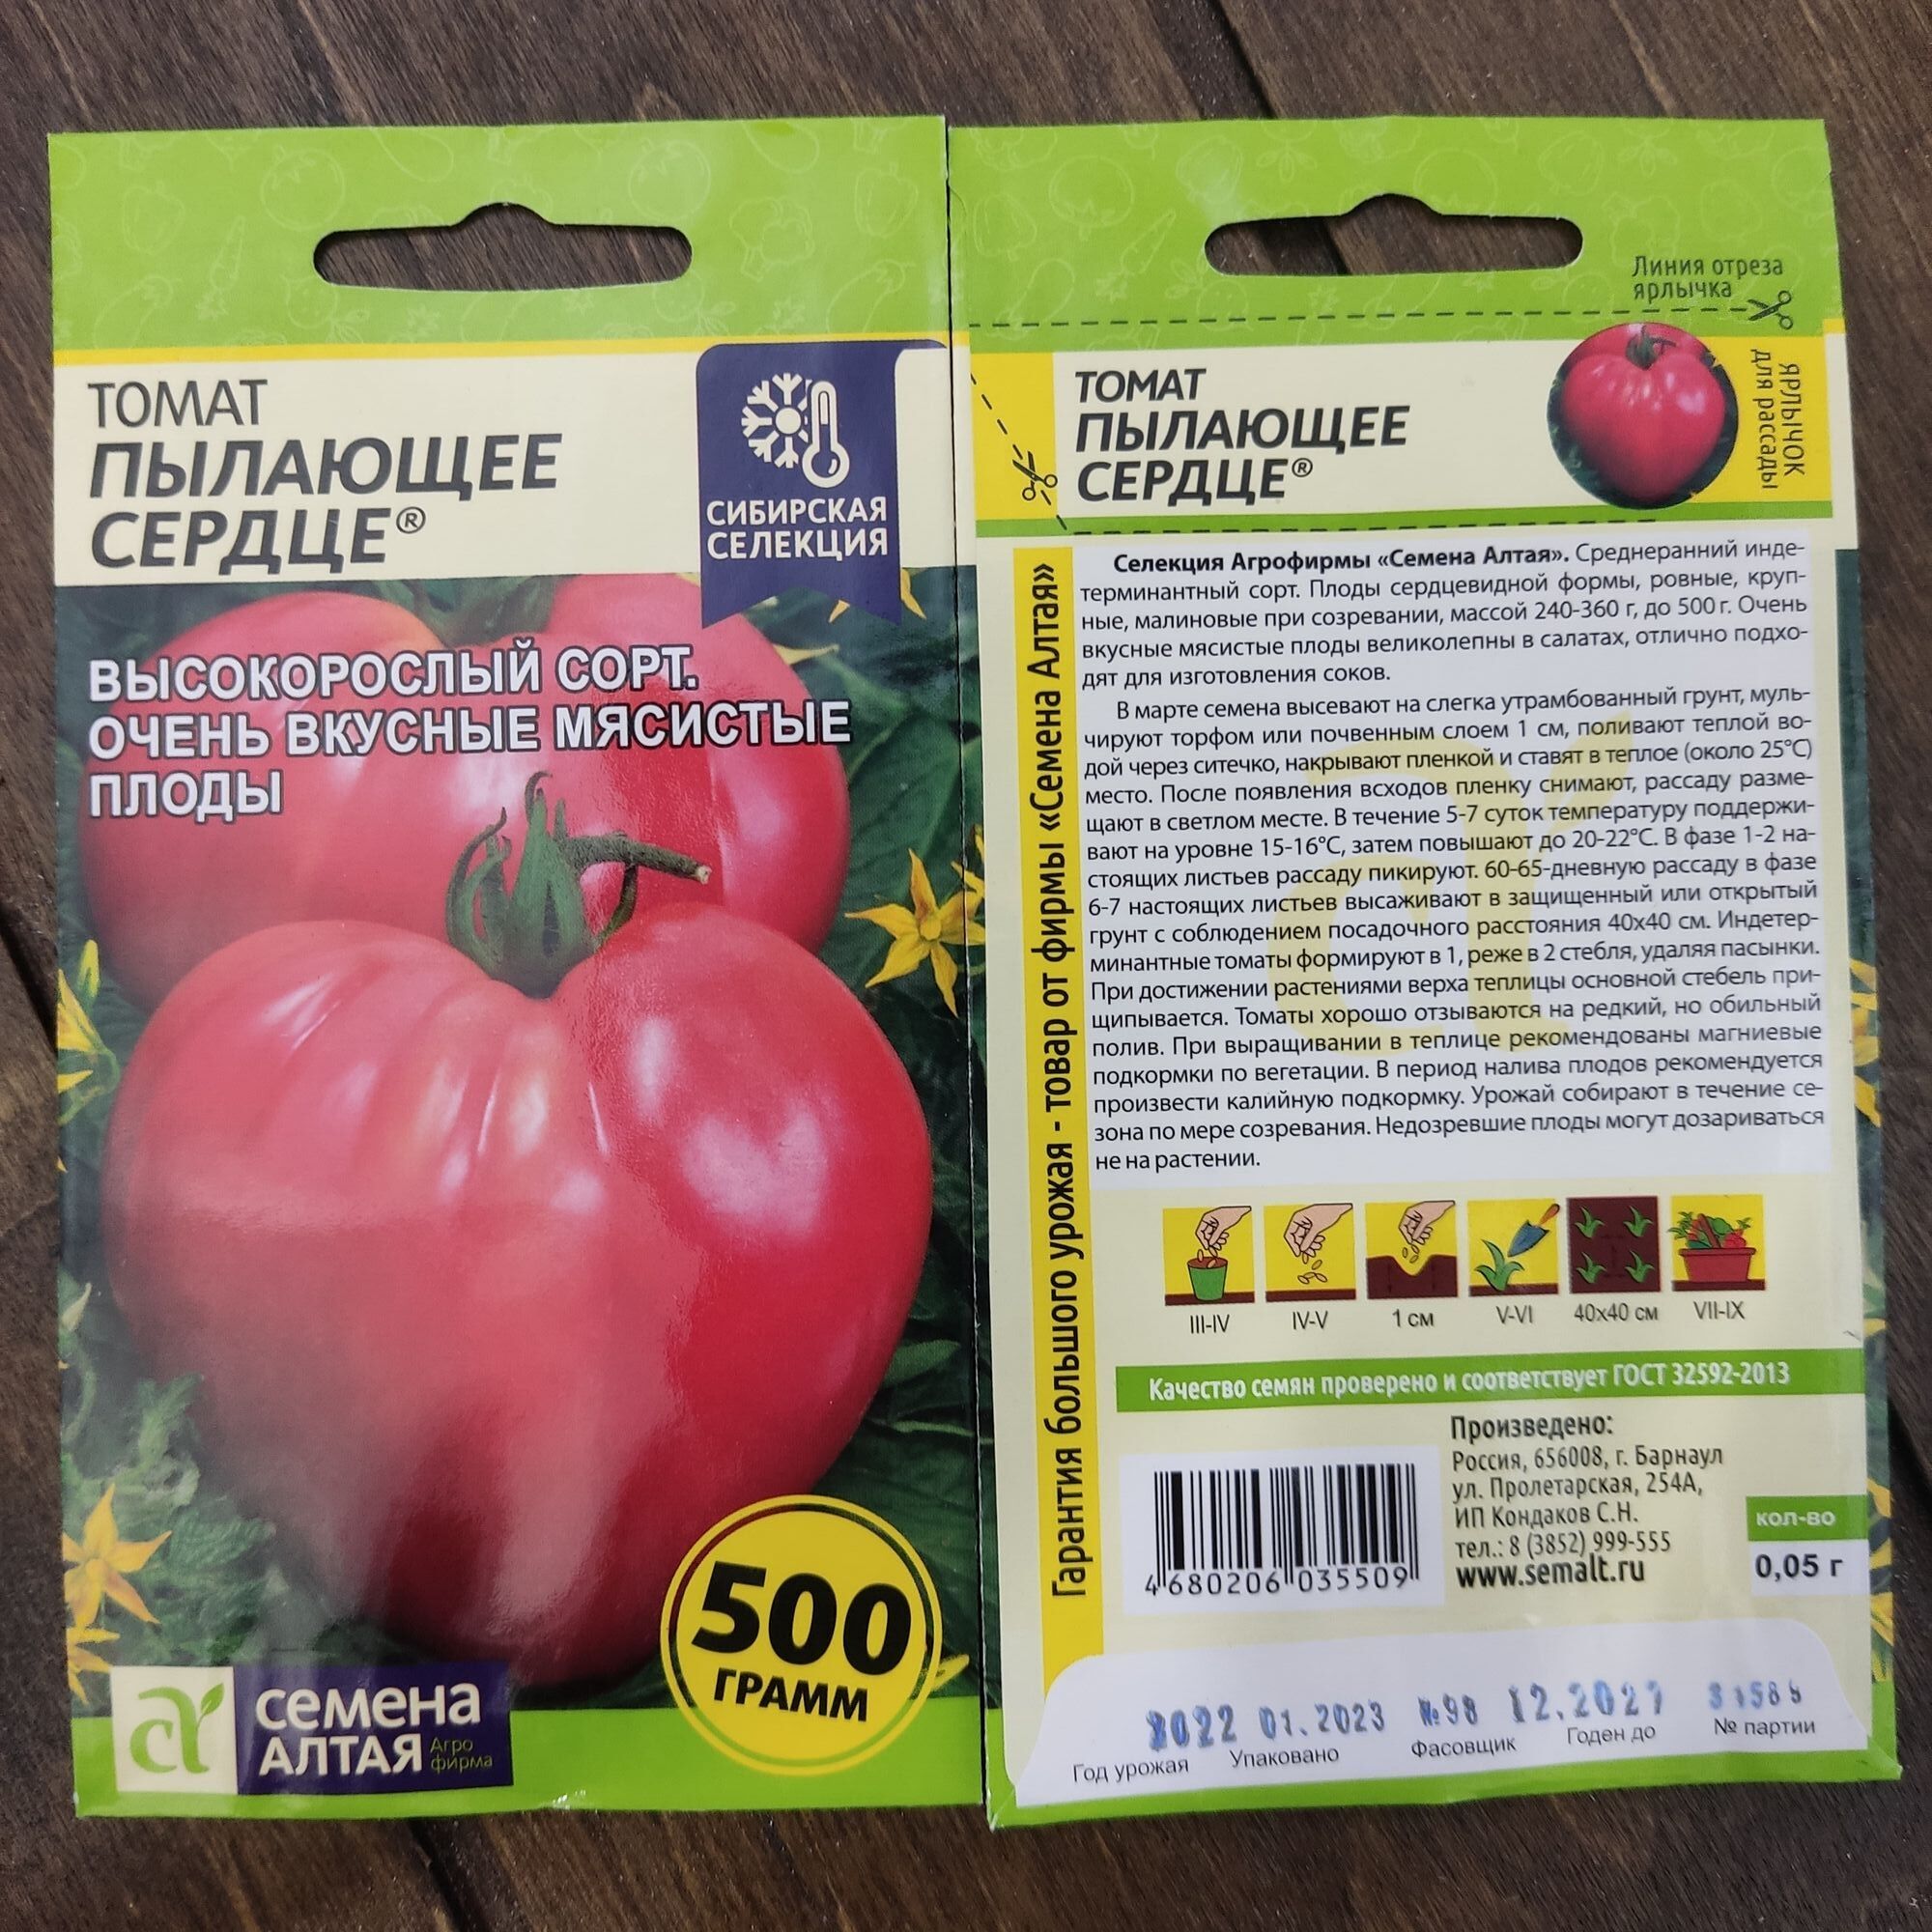 ТОМАТ
ПЫЛАЮЩЕЕ
СЕРДЦЕ®
СИБИРСКАЯ
СЕЛЕКЦИЯ
ВЫСОКОРОСЛЫЙ СОРТ.
ОЧЕНЬ ВКУСНЫЕ МЯСИСТЫЕ
ПЛОДЫ
500
ГРАММ
семена
АЛТАЯ
Агро
фирма
Линия отреза
ярлычка
ТОМАТ
ПЫЛАЮЩЕЕ
СЕРДЦЕ®
ЯРЛЫЧОК
для рассады
Гарантия большого урожая - товар от фирмы «Семена Алтая»
Селекция Агрофирмы «Семена Алтая». Среднеранний инде-
терминантный сорт. Плоды сердцевидной формы, ровные, круп-
ные, малиновые при созревании, массой 240-360 г, до 500 г. Очень
вкусные мясистые плоды великолепны в салатах, отлично подхо-
дят для изготовления соков.
В марте семена высевают на слегка утрамбованный грунт, муль-
чируют торфом или почвенным слоем 1 см, поливают теплой во-
дой через ситечко, накрывают пленкой и ставят в теплое (около 25°С)
место. После появления всходов пленку снимают, рассаду разме-
щают в светлом месте. В течение 5-7 суток температуру поддержи-
вают на уровне 15-16°С, затем повышают до 20-22°С. В фазе 1-2 на-
стоящих листьев рассаду пикируют. 60-65-дневную рассаду в фазе
6-7 настоящих листьев высаживают в защищенный или открытый
грунт с соблюдением посадочного расстояния 40х40 см. Индетер-
минантные томаты формируют в 1, реже в 2 стебля, удаляя пасынки.
При достижении растениями верха теплицы основной стебель при-
щипывается. Томаты хорошо отзываются на редкий, но обильный
полив. При выращивании в теплице рекомендованы магниевые
подкормки по вегетации. В период налива плодов рекомендуется
произвести калийную подкормку. Урожай собирают в течение се-
зона по мере созревания. Недозревшие плоды могут дозариваться
не на растении.
III-IV IV-V 1 см V-VI 40х40 см VII-IX
Качество семян проверено и соответствует ГОСТ 32592-2013
Произведено:
Россия, 656008, г. Барнаул
ул. Пролетарская, 254А,
ИП Кондаков С.Н.
тел.: 8 (3852) 999-555
www.semalt.ru
4 680206 035509
кол-во
0,05 г
2022 01.2023 №98 12.2027
Год урожая Упаковано Фасовщик Годен до № партии